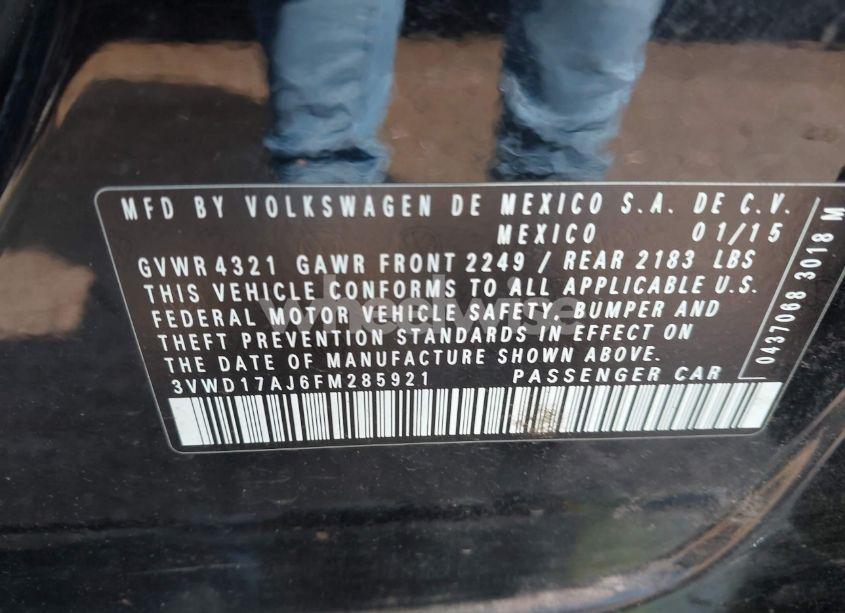 MFD BY VOLKSWAGEN DE MEXICO S.A. DE C.V.
MEXICO 01/15
GVWR 4321 GAWR FRONT 2249 / REAR 2183 LBS
THIS VEHICLE CONFORMS TO ALL APPLICABLE U.S.
FEDERAL MOTOR VEHICLE SAFETY, BUMPER AND
THEFT PREVENTION STANDARDS IN EFFECT ON
THE DATE OF MANUFACTURE SHOWN ABOVE.
3VWD17AJ6FM285921 PASSENGER CAR
0437068 3018 M
wheelwise